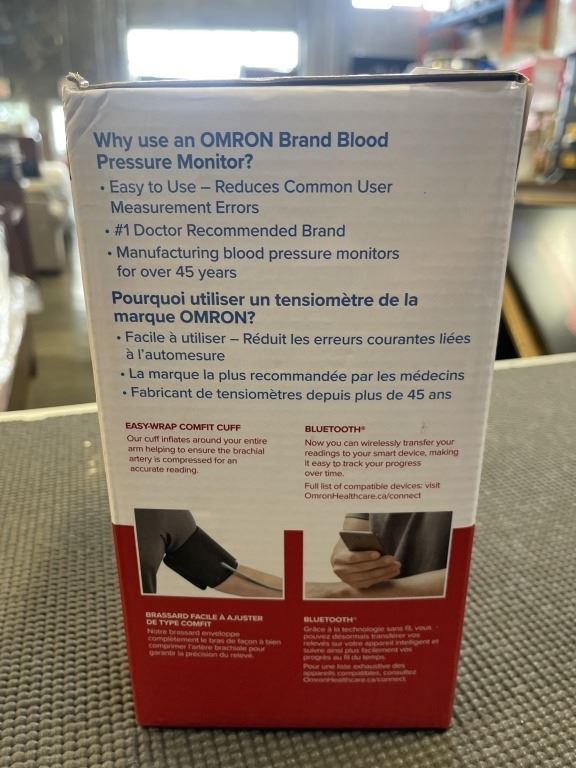 Why use an OMRON Brand Blood
Pressure Monitor?
• Easy to Use – Reduces Common User
Measurement Errors
• #1 Doctor Recommended Brand
• Manufacturing blood pressure monitors
for over 45 years
Pourquoi utiliser un tensiomètre de la
marque OMRON?
• Facile à utiliser – Réduit les erreurs courantes liées
à l'automesure
• La marque la plus recommandée par les médecins
• Fabricant de tensiomètres depuis plus de 45 ans
EASY-WRAP COMFIT CUFF
Our cuff inflates around your entire
arm helping to ensure the brachial
artery is compressed for an
accurate reading.
BLUETOOTH®
Now you can wirelessly transfer your
readings to your smart device, making
it easy to track your progress
over time.
Full list of compatible devices: visit
OmronHealthcare.ca/connect
BRASSARD FACILE À AJUSTER
DE TYPE COMFIT
Notre brassard enveloppe
complètement le bras de façon à bien
comprimer l'artère brachiale pour
garantir la précision du relevé.
BLUETOOTH®
Grâce à la technologie sans fil, vous
pouvez désormais transférer vos
relevés sur votre appareil intelligent et
suivre ainsi plus facilement vos
progrès au fil du temps.
Pour une liste exhaustive des
appareils compatibles, consultez
OmronHealthcare.ca/connect